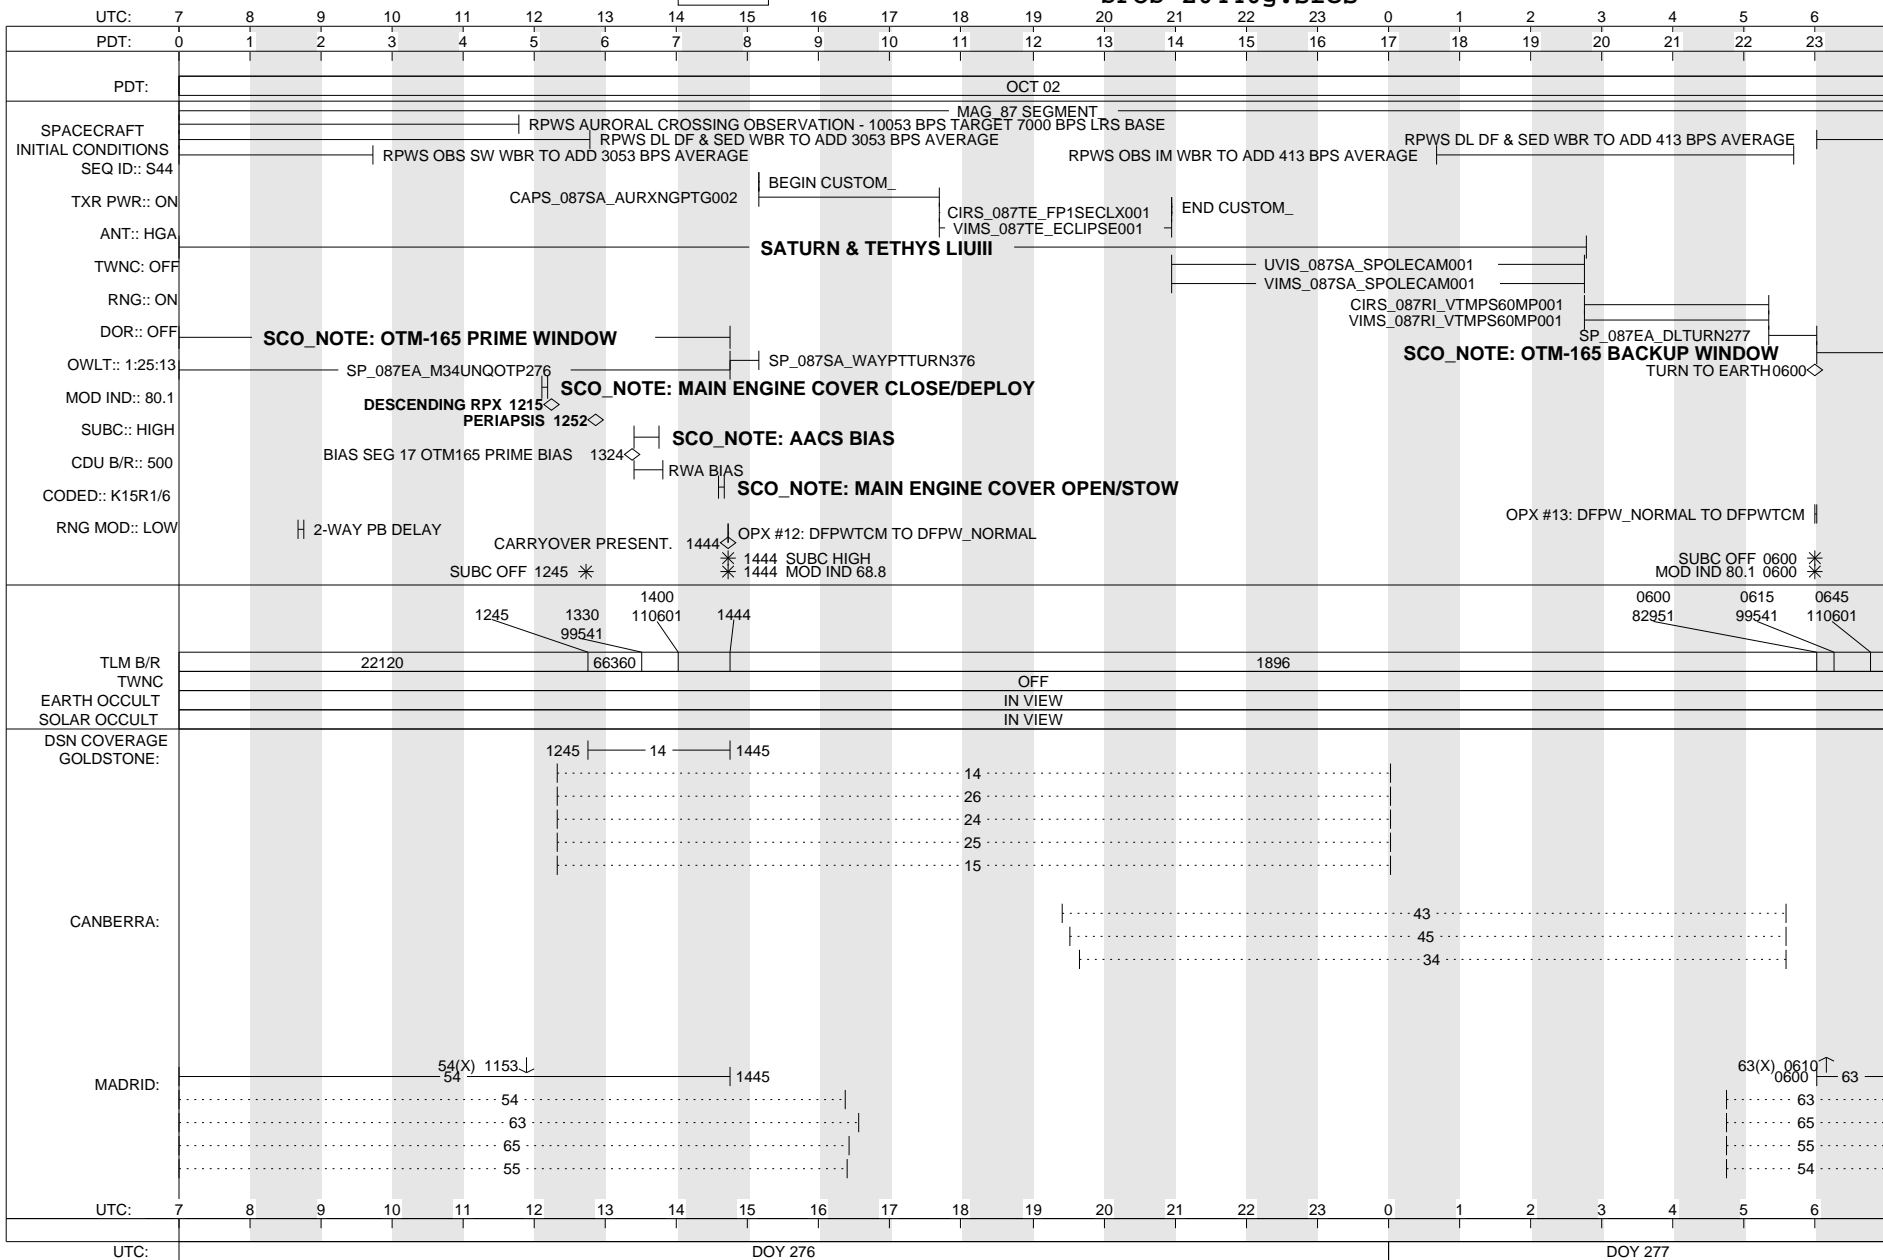 UTC: 7 8 9 10 11 12 13 14 15 16 17 18 19 20 21 22 23 0 1 2 3 4 5 6
PDT: 0 1 2 3 4 5 6 7 8 9 10 11 12 13 14 15 16 17 18 19 20 21 22 23
PDT: OCT 02
MAG_87 SEGMENT
SPACECRAFT
INITIAL CONDITIONS
SEQ ID:: S44
TXR PWR:: ON
ANT:: HGA
TWNC: OFF
RNG:: ON
DOR:: OFF
OWLT:: 1:25:13
MOD IND:: 80.1
SUBC:: HIGH
CDU B/R:: 500
CODED:: K15R1/6
RNG MOD:: LOW
RPWS AURORAL CROSSING OBSERVATION - 10053 BPS TARGET 7000 BPS LRS BASE
RPWS DL DF & SED WBR TO ADD 3053 BPS AVERAGE
RPWS DL DF & SED WBR TO ADD 413 BPS AVERAGE
RPWS OBS SW WBR TO ADD 3053 BPS AVERAGE
RPWS OBS IM WBR TO ADD 413 BPS AVERAGE
BEGIN CUSTOM_
CAPS_087SA_AURXNGPTG002
END CUSTOM_
CIRS_087TE_FP1SECLX001
VIMS_087TE_ECLIPSE001
SATURN & TETHYS LIUIII
UVIS_087SA_SPOLECAM001
VIMS_087SA_SPOLECAM001
CIRS_087RI_VTMPS60MP001
VIMS_087RI_VTMPS60MP001
SCO_NOTE: OTM-165 PRIME WINDOW
SP_087EA_DLTURN277
SCO_NOTE: OTM-165 BACKUP WINDOW
SP_087SA_WAYPTTURN376
SP_087EA_M34UNQOTP276
TURN TO EARTH 0600
SCO_NOTE: MAIN ENGINE COVER CLOSE/DEPLOY
DESCENDING RPX 1215
PERIAPSIS 1252
SCO_NOTE: AACS BIAS
BIAS SEG 17 OTM165 PRIME BIAS 1324
RWA BIAS
SCO_NOTE: MAIN ENGINE COVER OPEN/STOW
OPX #13: DFPW_NORMAL TO DFPWTCM
2-WAY PB DELAY
OPX #12: DFPWTCM TO DFPW_NORMAL
CARRYOVER PRESENT. 1444
1444 SUBC HIGH
SUBC OFF 0600
SUBC OFF 1245
1444 MOD IND 68.8
MOD IND 80.1 0600
1400 0600 0615 0645
1245 1330 110601 1444 82951 99541 110601
99541
TLM B/R 22120 66360 1896
TWNC OFF
EARTH OCCULT IN VIEW
SOLAR OCCULT IN VIEW
DSN COVERAGE
GOLDSTONE: 1245 14 1445
14
26
24
25
15
CANBERRA: 43
45
34
54(X) 1153 63(X) 0610
MADRID: 54 1445 0600 63
54 63
63 65
65 55
55 54
UTC: 7 8 9 10 11 12 13 14 15 16 17 18 19 20 21 22 23 0 1 2 3 4 5 6
UTC: DOY 276 DOY 277